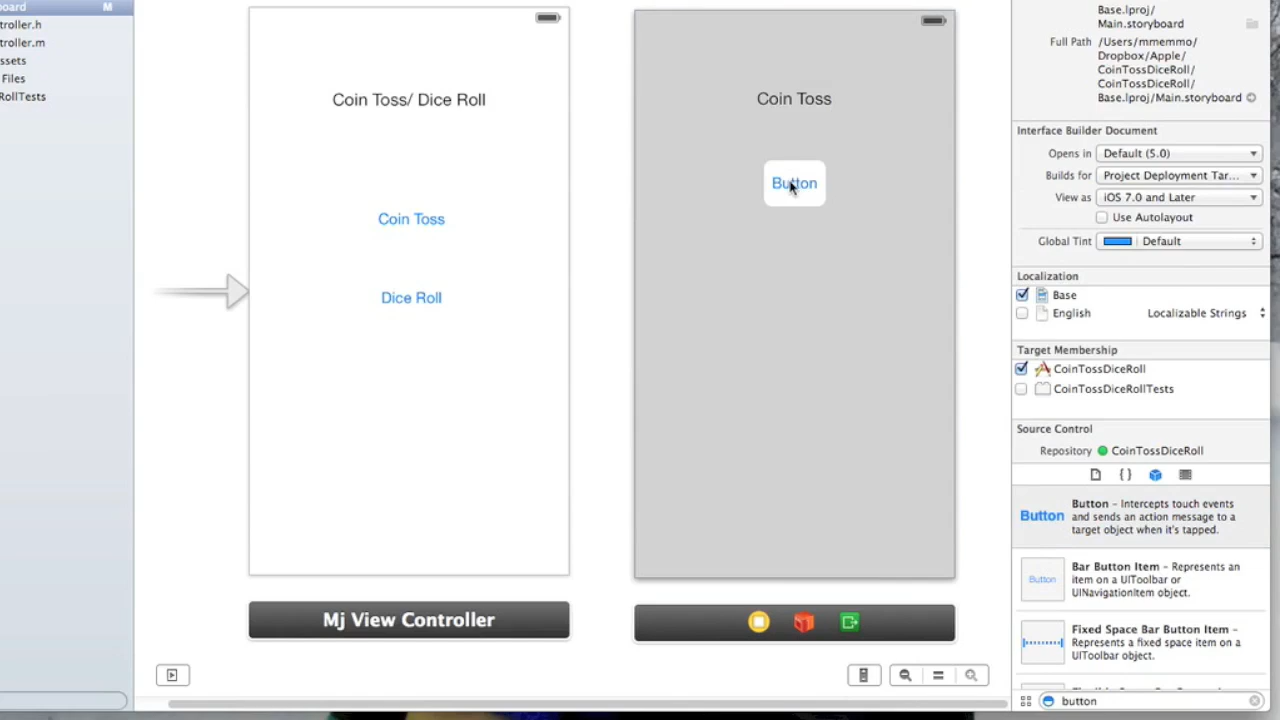 board M
ntroller.h
ntroller.m
ssets
Files
RollTests
Coin Toss/ Dice Roll
Coin Toss
Dice Roll
Mj View Controller
Coin Toss
Button
Base.lproj/
Main.storyboard
Full Path /Users/mmemmo/
Dropbox/Apple/
CoinTossDiceRoll/
CoinTossDiceRoll/
Base.lproj/Main.storyboard
Interface Builder Document
Opens in Default (5.0)
Builds for Project Deployment Tar...
View as iOS 7.0 and Later
Use Autolayout
Global Tint Default
Localization
Base
English Localizable Strings
Target Membership
CoinTossDiceRoll
CoinTossDiceRollTests
Source Control
Repository CoinTossDiceRoll
{ }
Button
Button – Intercepts touch events
and sends an action message to a
target object when it's tapped.
Button
Bar Button Item – Represents an
item on a UIToolbar or
UINavigationItem object.
Fixed Space Bar Button Item –
Represents a fixed space item on a
UIToolbar object.
button